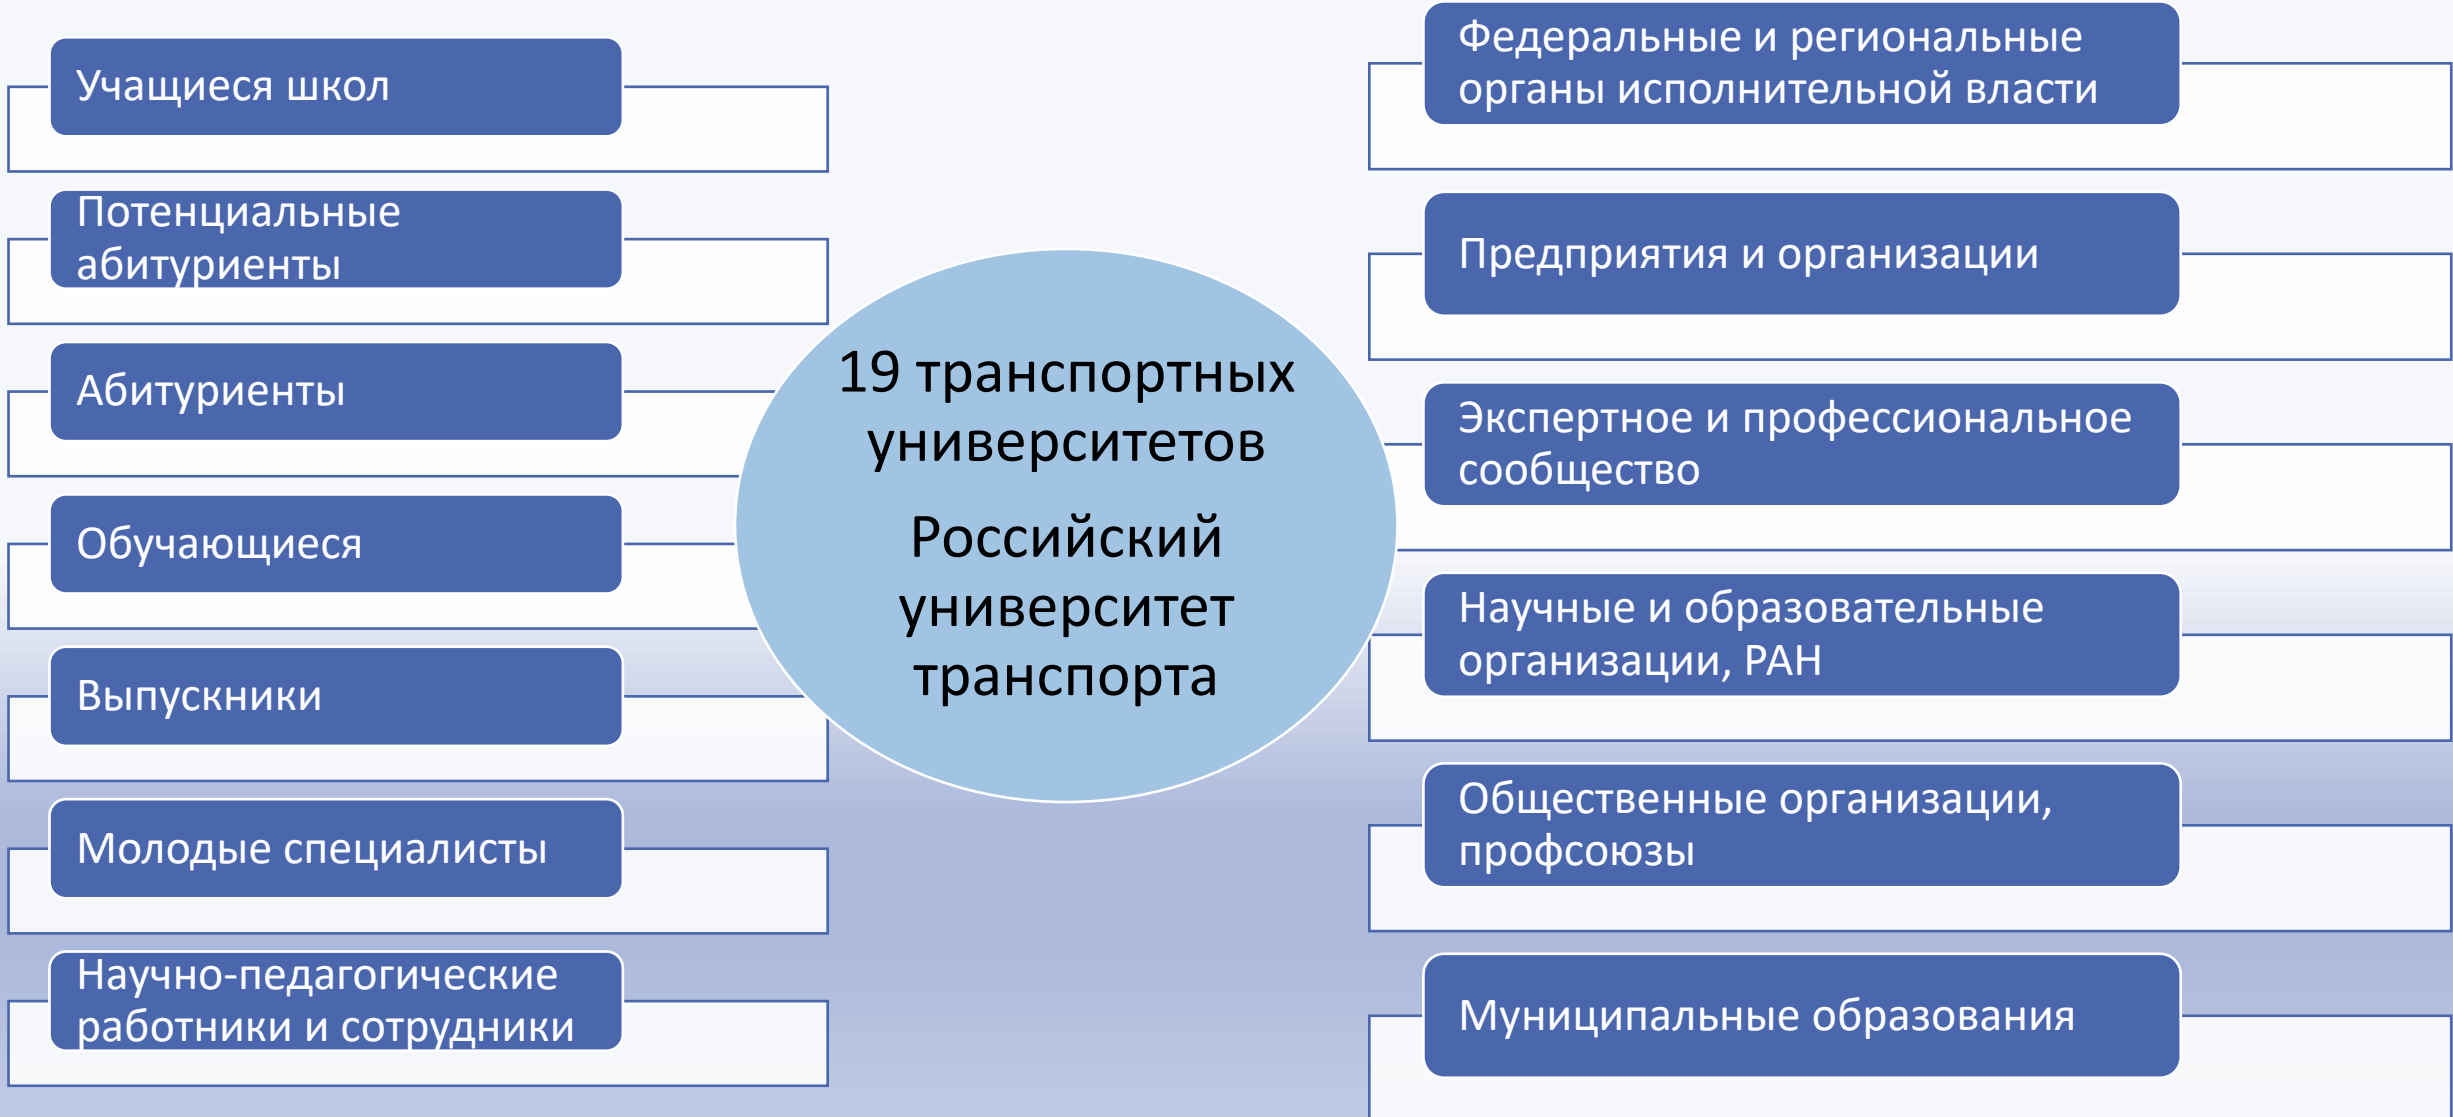 Учащиеся школ
Потенциальные
абитуриенты
Абитуриенты
Обучающиеся
Выпускники
Молодые специалисты
Научно-педагогические
работники и сотрудники
19 транспортных
университетов
Российский
университет
транспорта
Федеральные и региональные
органы исполнительной власти
Предприятия и организации
Экспертное и профессиональное
сообщество
Научные и образовательные
организации, РАН
Общественные организации,
профсоюзы
Муниципальные образования